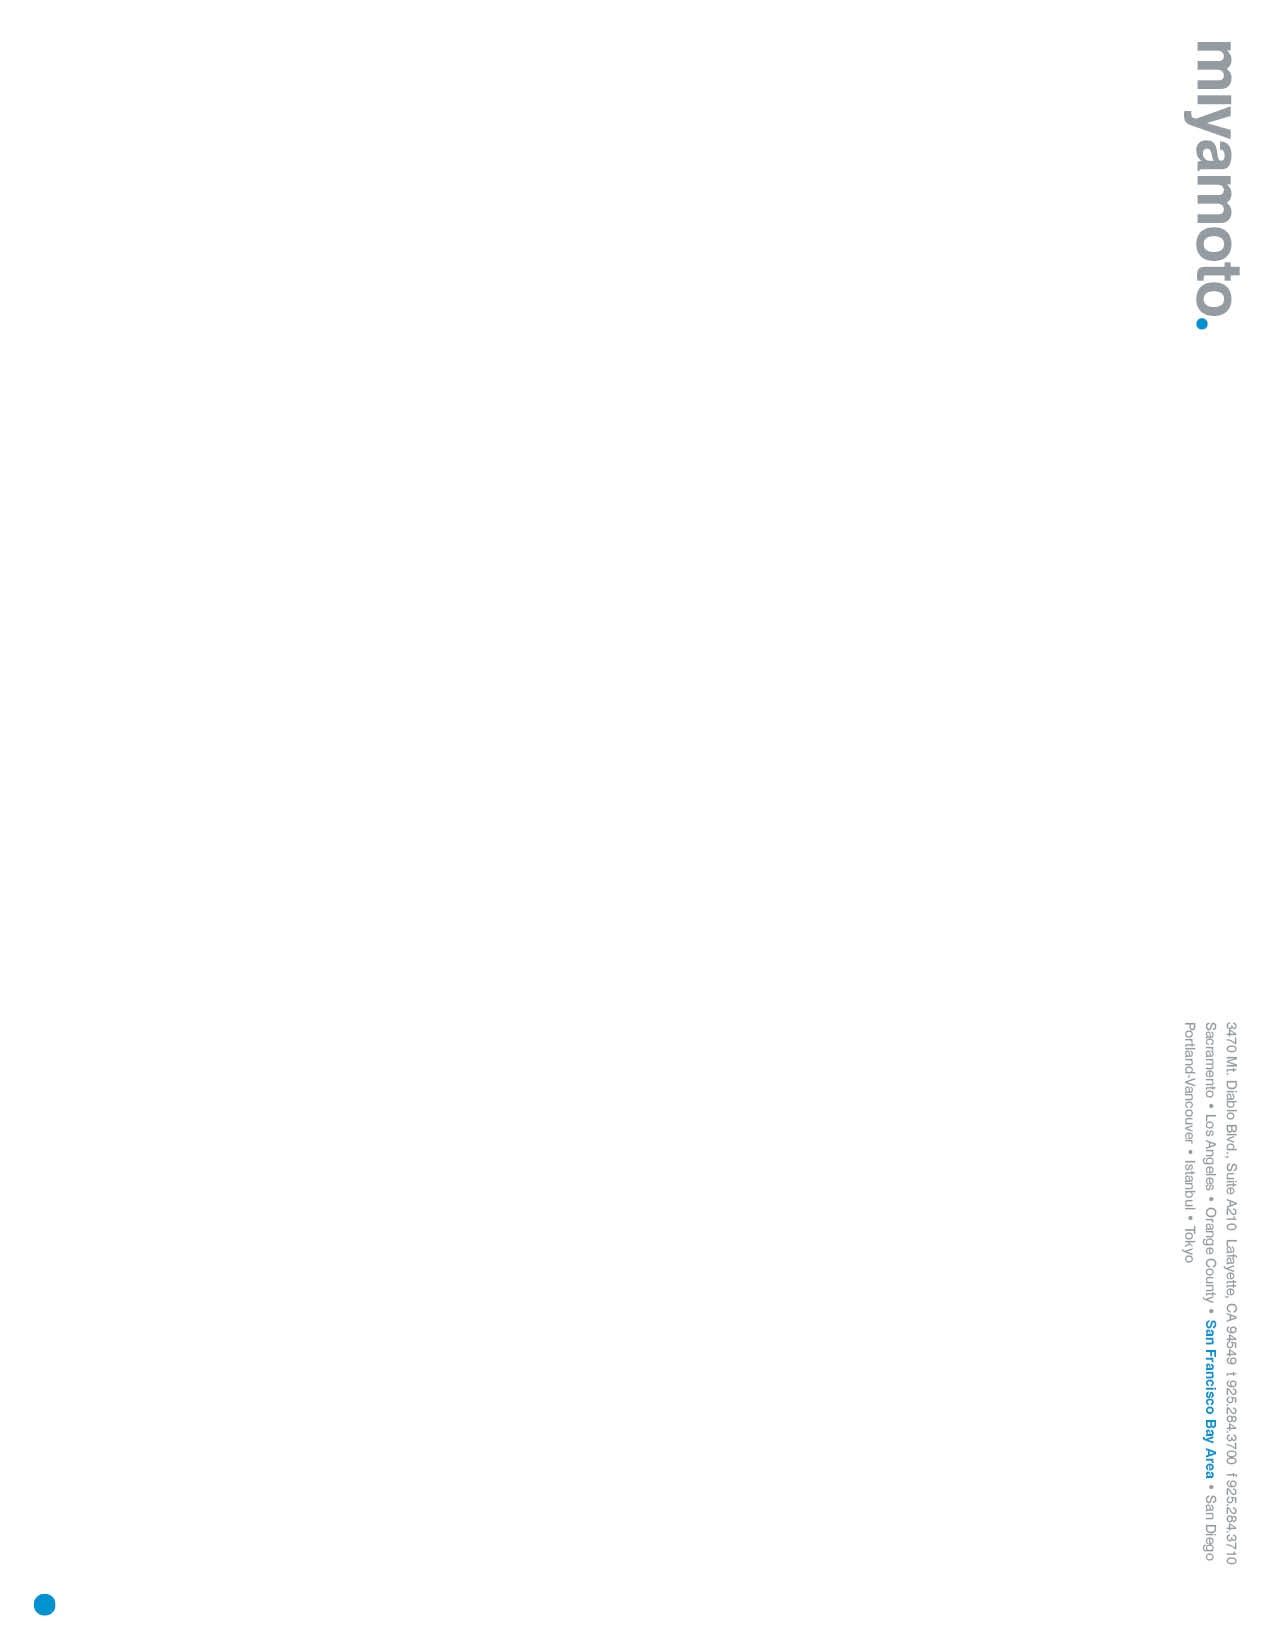 miyamoto.
3470 Mt. Diablo Blvd., Suite A210 Lafayette, CA 94549 t 925.284.3700 f 925.284.3710
Sacramento • Los Angeles • Orange County • San Francisco Bay Area • San Diego
Portland-Vancouver • Istanbul • Tokyo